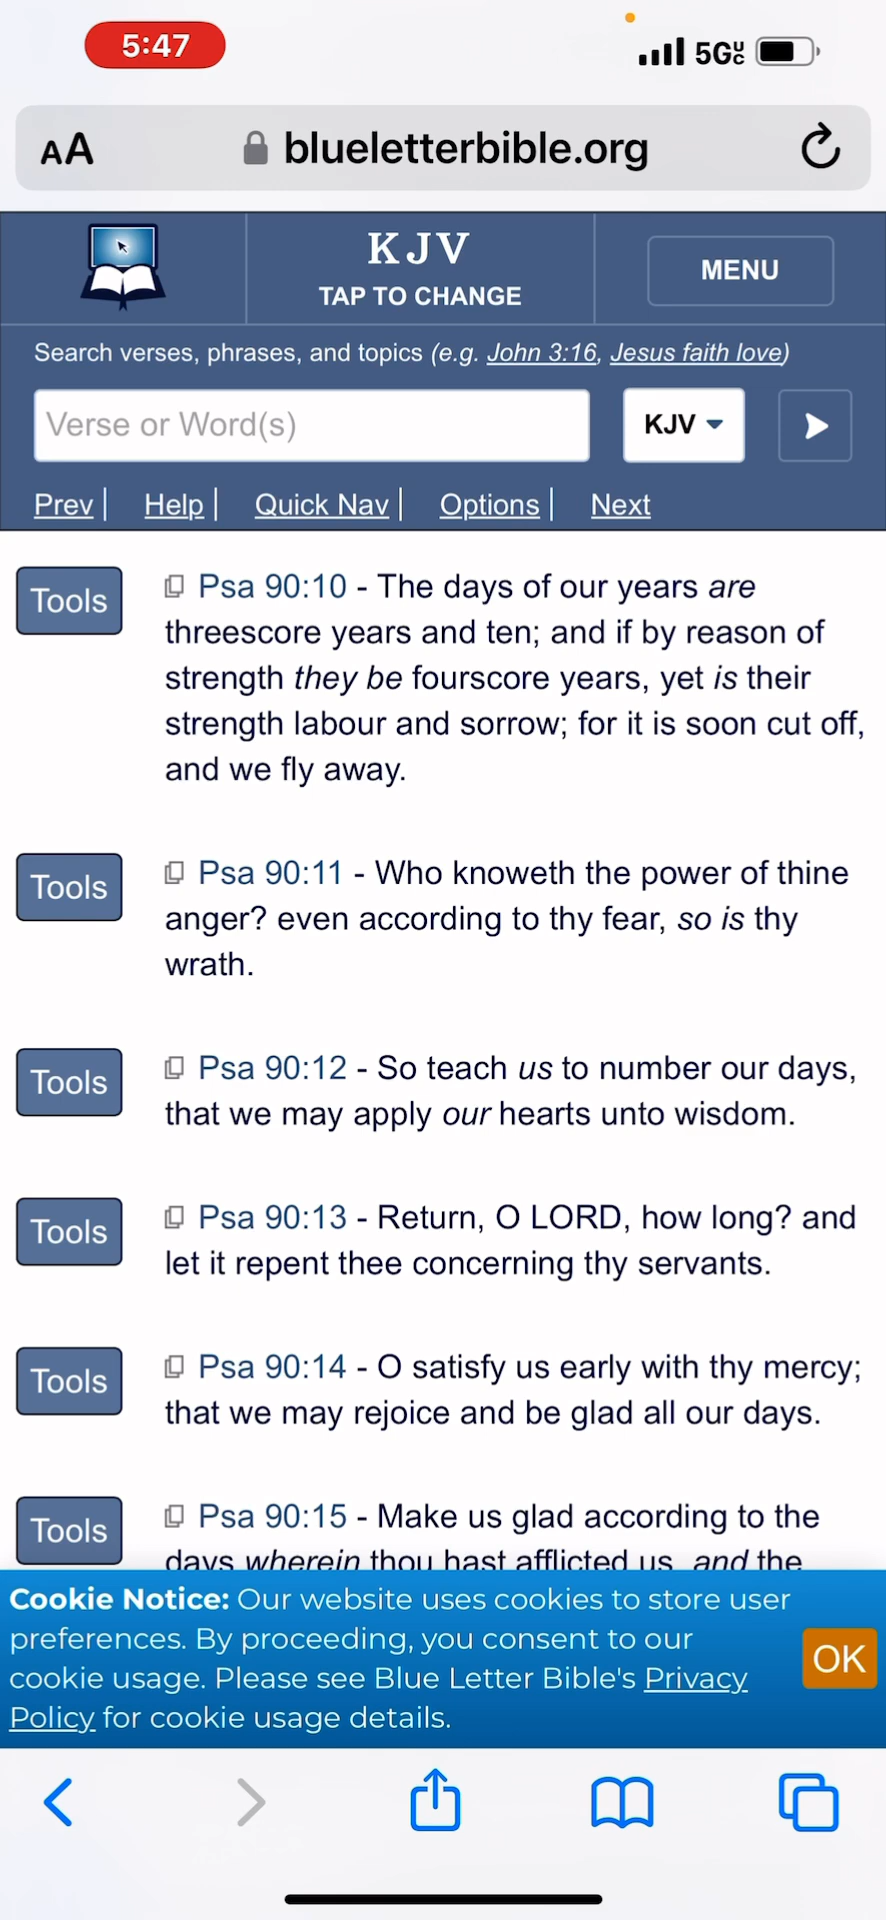 5:47
5G
AA blueletterbible.org
KJV
TAP TO CHANGE
MENU
Search verses, phrases, and topics (e.g. John 3:16, Jesus faith love)
Verse or Word(s)
KJV
Prev | Help | Quick Nav | Options | Next
Tools
Psa 90:10 - The days of our years are
threescore years and ten; and if by reason of
strength they be fourscore years, yet is their
strength labour and sorrow; for it is soon cut off,
and we fly away.
Tools
Psa 90:11 - Who knoweth the power of thine
anger? even according to thy fear, so is thy
wrath.
Tools
Psa 90:12 - So teach us to number our days,
that we may apply our hearts unto wisdom.
Tools
Psa 90:13 - Return, O LORD, how long? and
let it repent thee concerning thy servants.
Tools
Psa 90:14 - O satisfy us early with thy mercy;
that we may rejoice and be glad all our days.
Tools
Psa 90:15 - Make us glad according to the
days wherein thou hast afflicted us, and the
Cookie Notice: Our website uses cookies to store user
preferences. By proceeding, you consent to our
cookie usage. Please see Blue Letter Bible's Privacy
Policy for cookie usage details.
OK